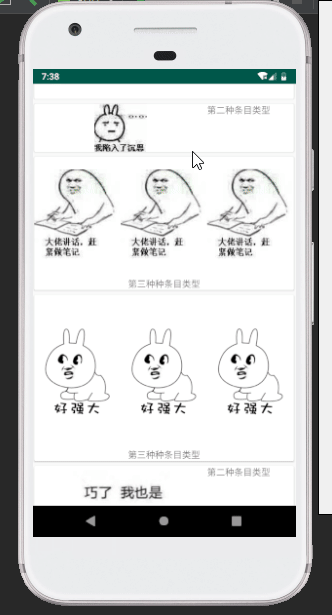 7:38
第二种条目类型
我陷入了沉思
大佬讲话，赶
紧做笔记
大佬讲话，赶
紧做笔记
大佬讲话，赶
紧做笔记
第三种种条目类型
好强大
好强大
好强大
第三种种条目类型
第二种条目类型
巧了 我也是